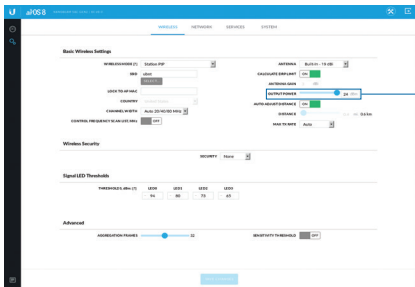 airOS 8
WIRELESS NETWORK SERVICES SYSTEM
Basic Wireless Settings
WIRELESS MODE [?] Station PtP
SSID ubnt
SELECT...
LOCK TO AP MAC
COUNTRY
CHANNEL WIDTH Auto 20/40/80 MHz
CONTROL FREQUENCY SCAN LIST, MHz OFF
ANTENNA Built-in - 19 dBi
CALCULATE EIRP LIMIT ON
ANTENNA GAIN
OUTPUT POWER 24 dBm
AUTO ADJUST DISTANCE ON
DISTANCE
MAX TX RATE Auto
Wireless Security
SECURITY None
Signal LED Thresholds
THRESHOLDS, dBm [?] LED1 LED2 LED3
- 94 - 80 - 73 - 65
Advanced
AGGREGATION FRAMES 32
SENSITIVITY THRESHOLD OFF